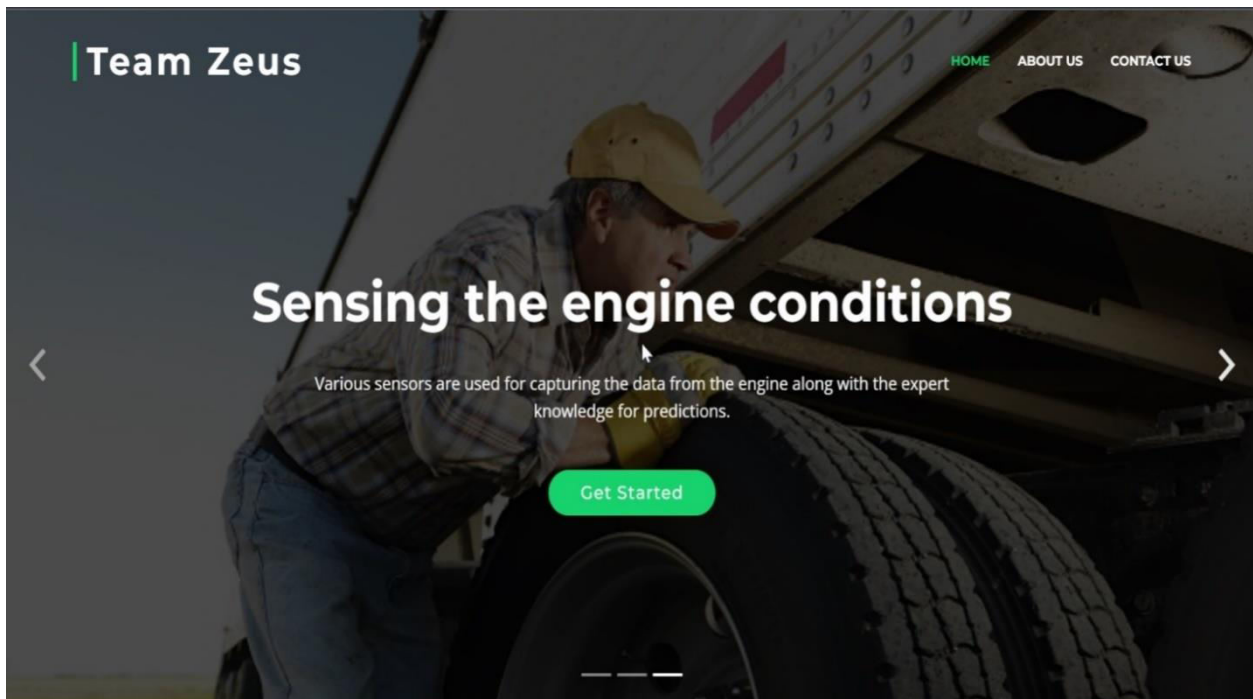 Team Zeus
HOME ABOUT US CONTACT US
Sensing the engine conditions
Various sensors are used for capturing the data from the engine along with the expert
knowledge for predictions.
Get Started